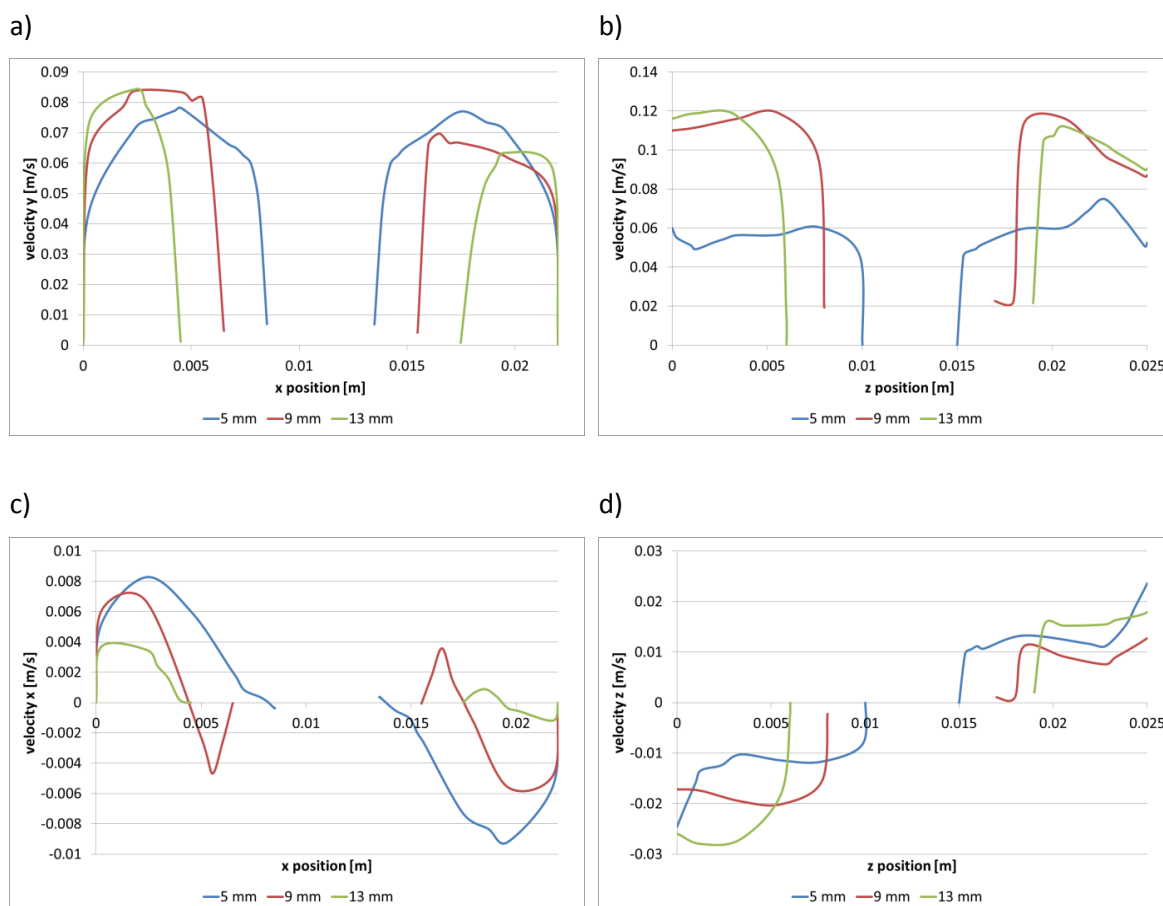 a)
velocity y [m/s]
0.09
0.08
0.07
0.06
0.05
0.04
0.03
0.02
0.01
0
0 0.005 0.01 0.015 0.02
x position [m]
5 mm 9 mm 13 mm
b)
velocity y [m/s]
0.14
0.12
0.1
0.08
0.06
0.04
0.02
0
0 0.005 0.01 0.015 0.02 0.025
z position [m]
5 mm 9 mm 13 mm
c)
velocity x [m/s]
0.01
0.008
0.006
0.004
0.002
0
-0.002
-0.004
-0.006
-0.008
-0.01
0 0.005 0.01 0.015 0.02
x position [m]
5 mm 9 mm 13 mm
d)
velocity z [m/s]
0.03
0.02
0.01
0.00
-0.01
-0.02
-0.03
0 0.005 0.01 0.015 0.02 0.025
z position [m]
5 mm 9 mm 13 mm